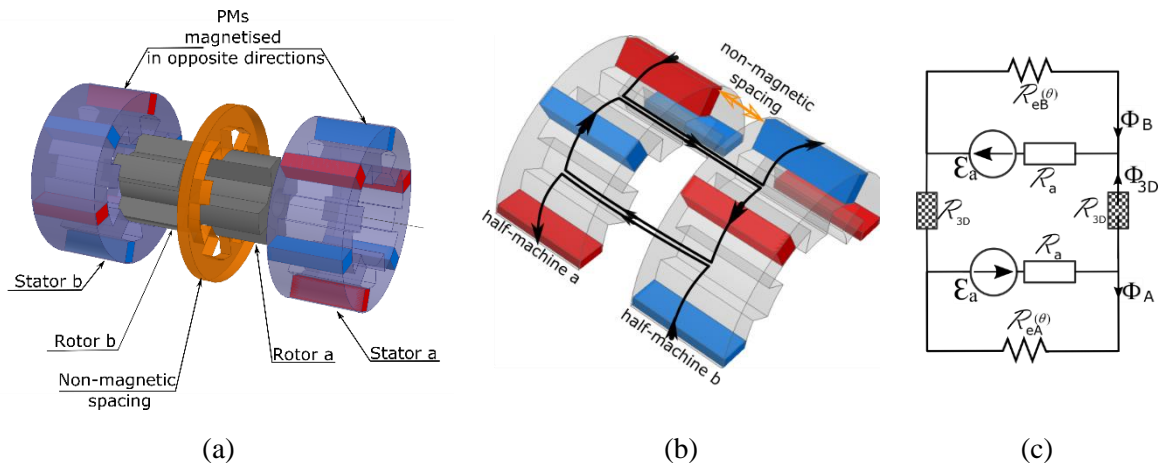 PMs
magnetised
in opposite directions
Stator b
Rotor b
Non-magnetic
spacing
Rotor a
Stator a
(a)
non-magnetic
spacing
half-machine a
half-machine b
(b)
ℛeB(θ)
ΦB
εa
ℛa
Φ3D
ℛ3D
ℛ3D
εa
ℛa
ΦA
ℛeA(θ)
(c)